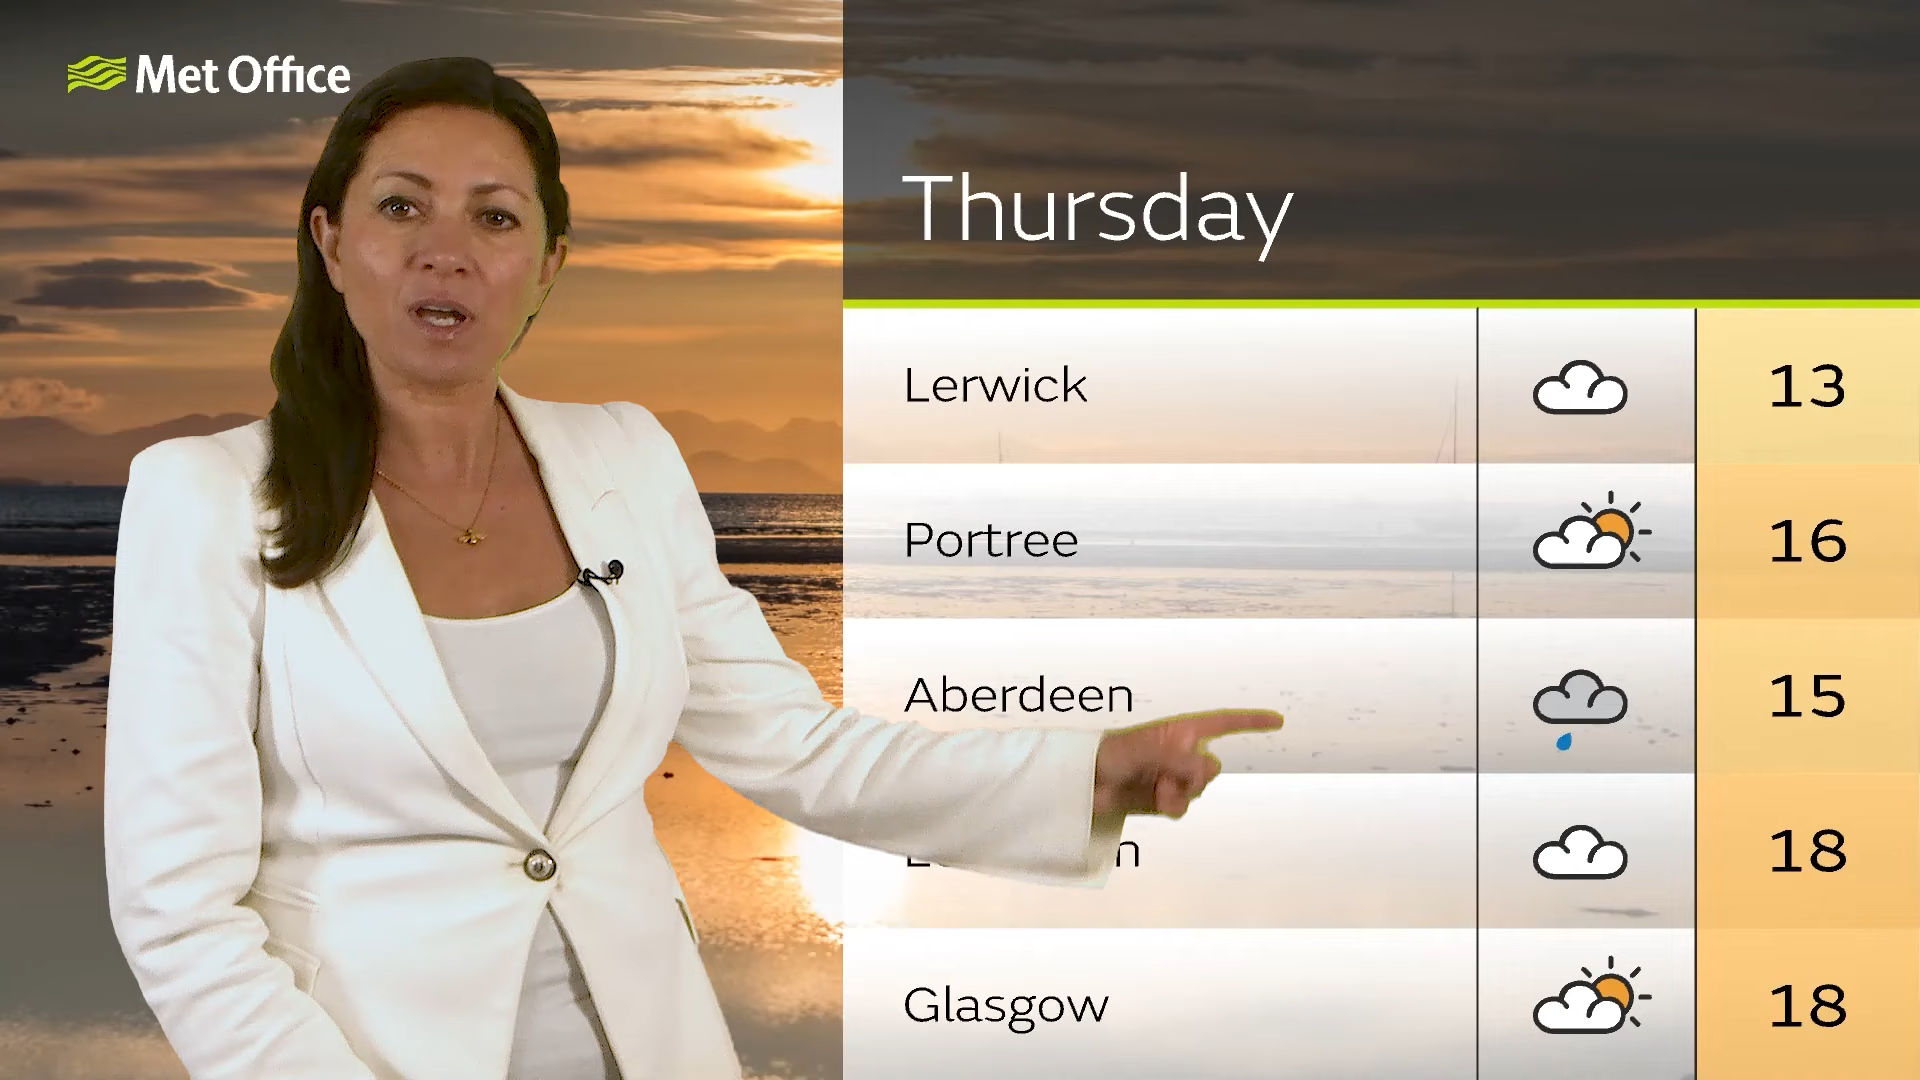 Met Office
Thursday
Lerwick 13
Portree 16
Aberdeen 15
18
Glasgow 18